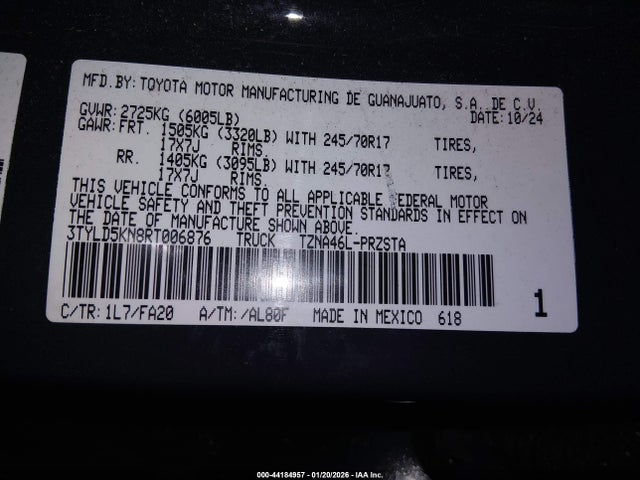 MFD.BY:TOYOTA MOTOR MANUFACTURING DE GUANAJUATO, S.A. DE C.V.
GVWR:2725KG (6005LB) DATE:10/24
GAWR:FRT. 1505KG (3320LB) WITH 245/70R17 TIRES,
17X7J RIMS
RR. 1405KG (3095LB) WITH 245/70R17 TIRES,
17X7J RIMS
THIS VEHICLE CONFORMS TO ALL APPLICABLE FEDERAL MOTOR
VEHICLE SAFETY AND THEFT PREVENTION STANDARDS IN EFFECT ON
THE DATE OF MANUFACTURE SHOWN ABOVE.
3TYLD5KN8RT006876 TRUCK TZNA46L-PRZSTA
1
C/TR:1L7/FA20 A/TM:/AL80F MADE IN MEXICO 618
000-44184957 - 01/20/2026 - IAA Inc.